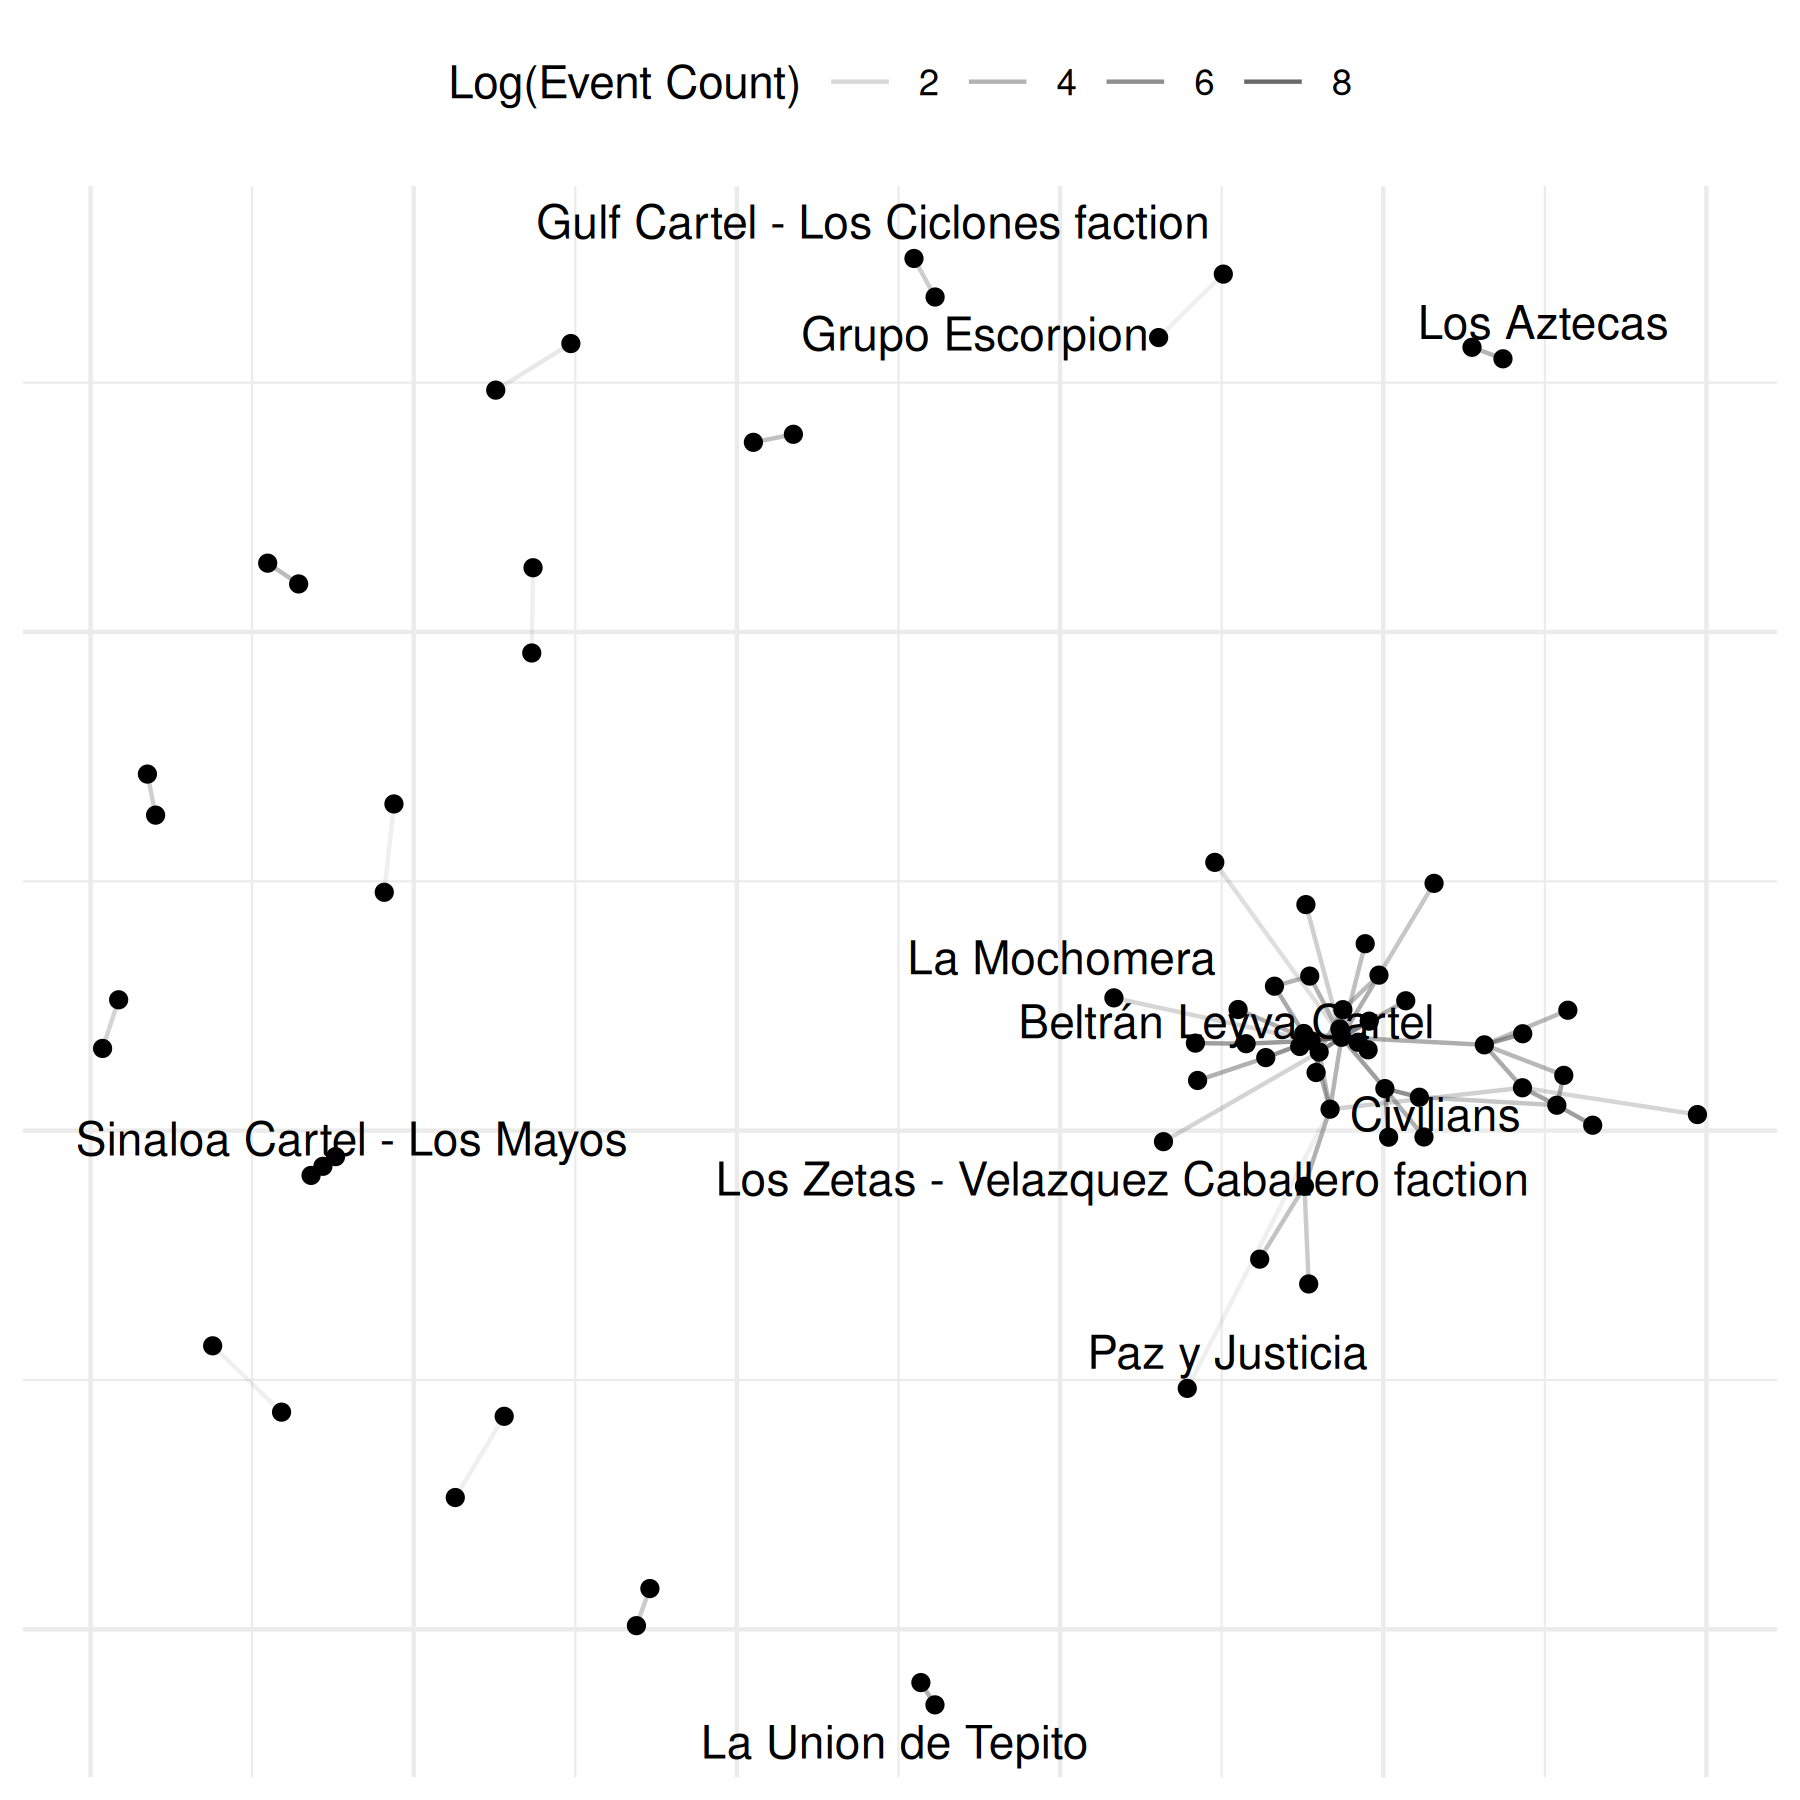 Log(Event Count) 2 4 6 8
Gulf Cartel - Los Ciclones faction
Grupo Escorpion
Los Aztecas
La Mochomera
Beltrán Leyva Cartel
Civilians
Sinaloa Cartel - Los Mayos
Los Zetas - Velazquez Caballero faction
Paz y Justicia
La Union de Tepito